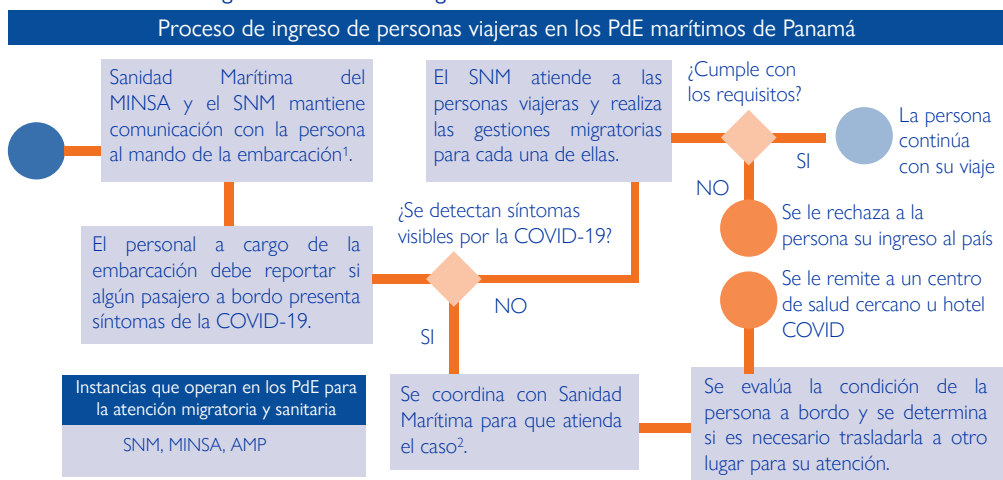 Proceso de ingreso de personas viajeras en los PdE marítimos de Panamá
Sanidad Marítima del
MINSA y el SNM mantiene
comunicación con la persona
al mando de la embarcación¹.
El personal a cargo de la
embarcación debe reportar si
algún pasajero a bordo presenta
síntomas de la COVID-19.
¿Se detectan síntomas
visibles por la COVID-19?
NO
SI
El SNM atiende a las
personas viajeras y realiza
las gestiones migratorias
para cada una de ellas.
¿Cumple con
los requisitos?
SI
La persona
continúa
con su viaje
NO
Se le rechaza a la
persona su ingreso al país
Se le remite a un centro
de salud cercano u hotel
COVID
Se coordina con Sanidad
Marítima para que atienda
el caso².
Se evalúa la condición de la
persona a bordo y se determina
si es necesario trasladarla a otro
lugar para su atención.
Instancias que operan en los PdE para
la atención migratoria y sanitaria
SNM, MINSA, AMP